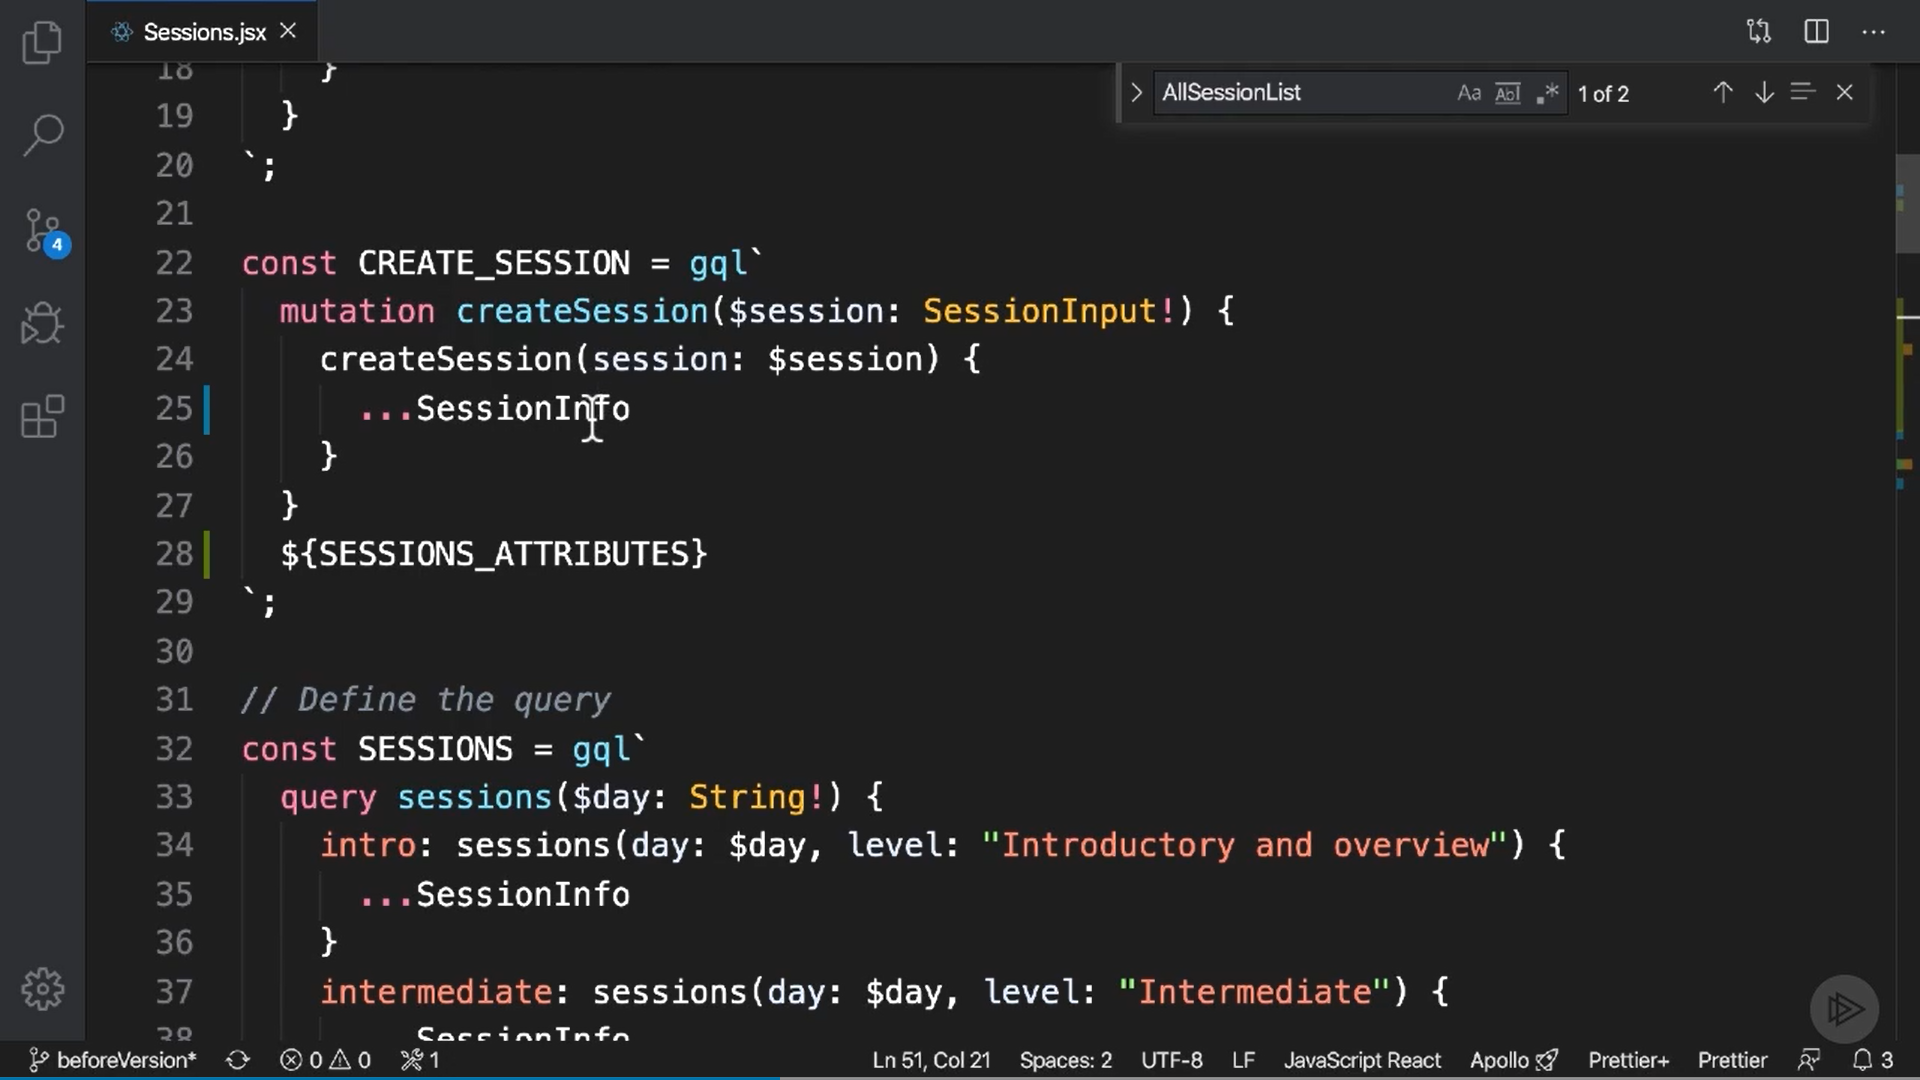 Sessions.jsx
AllSessionList Aa Abl .* 1 of 2
18 }
19 }
20 `;
21
22 const CREATE_SESSION = gql`
23 mutation createSession($session: SessionInput!) {
24 createSession(session: $session) {
25 ...SessionInfo
26 }
27 }
28 ${SESSIONS_ATTRIBUTES}
29 `;
30
31 // Define the query
32 const SESSIONS = gql`
33 query sessions($day: String!) {
34 intro: sessions(day: $day, level: "Introductory and overview") {
35 ...SessionInfo
36 }
37 intermediate: sessions(day: $day, level: "Intermediate") {
38 SessionInfo
4
beforeVersion* 0 0 1 Ln 51, Col 21 Spaces: 2 UTF-8 LF JavaScript React Apollo Prettier+ Prettier 3